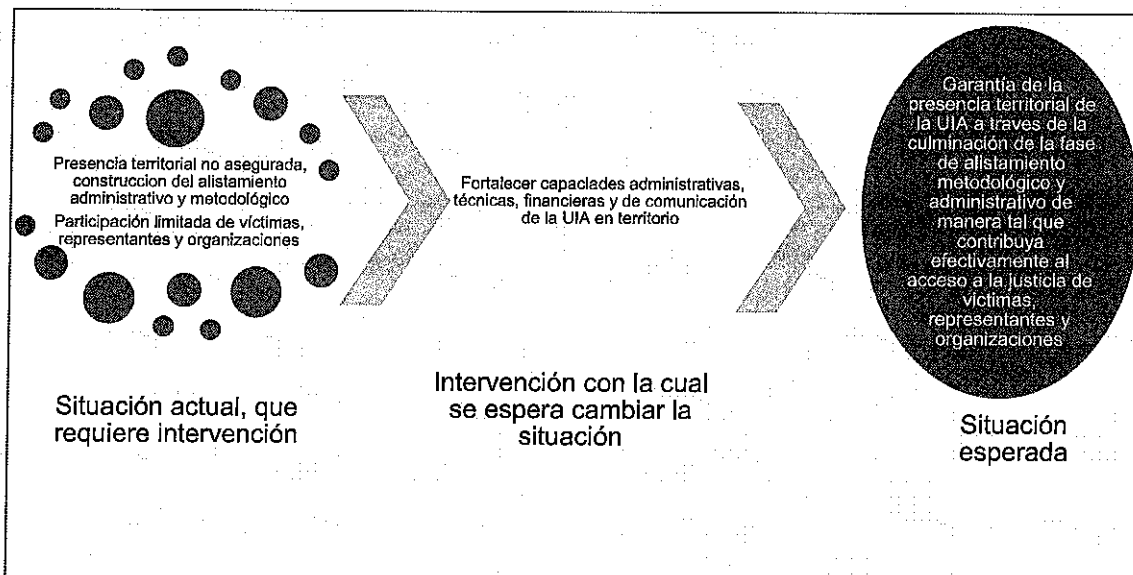 Presencia territorial no asegurada,
construccion del alistamiento
administrativo y metodológico
Participación limitada de víctimas,
representantes y organizaciones
Situación actual, que
requiere intervención
Fortalecer capaciades administrativas,
técnicas, financieras y de comunicación
de la UIA en territorio
Intervención con la cual
se espera cambiar la
situación
Garantía de la
presencia territorial de
la UIA a traves de la
culminación de la fase
de alistamiento
metodológico y
administrativo de
manera tal que
contribuya
efectivamente al
acceso a la justicia de
víctimas,
representantes y
organizaciones
Situación
esperada